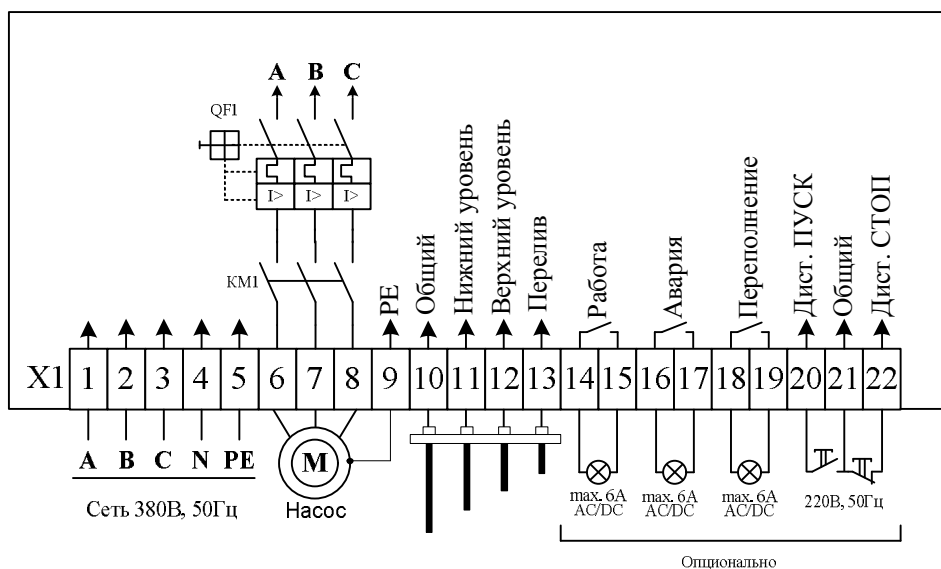 A B C
QF1
I> I> I>
KM1
PE
Общий
Нижний уровень
Верхний уровень
Перелив
Работа
Авария
Переполнение
Дист. ПУСК
Общий
Дист. СТОП
X1 1 2 3 4 5 6 7 8 9 10 11 12 13 14 15 16 17 18 19 20 21 22
A B C N PE
M
Сеть 380В, 50Гц
Насос
max. 6A
AC/DC
max. 6A
AC/DC
max. 6A
AC/DC
220В, 50Гц
Опционально